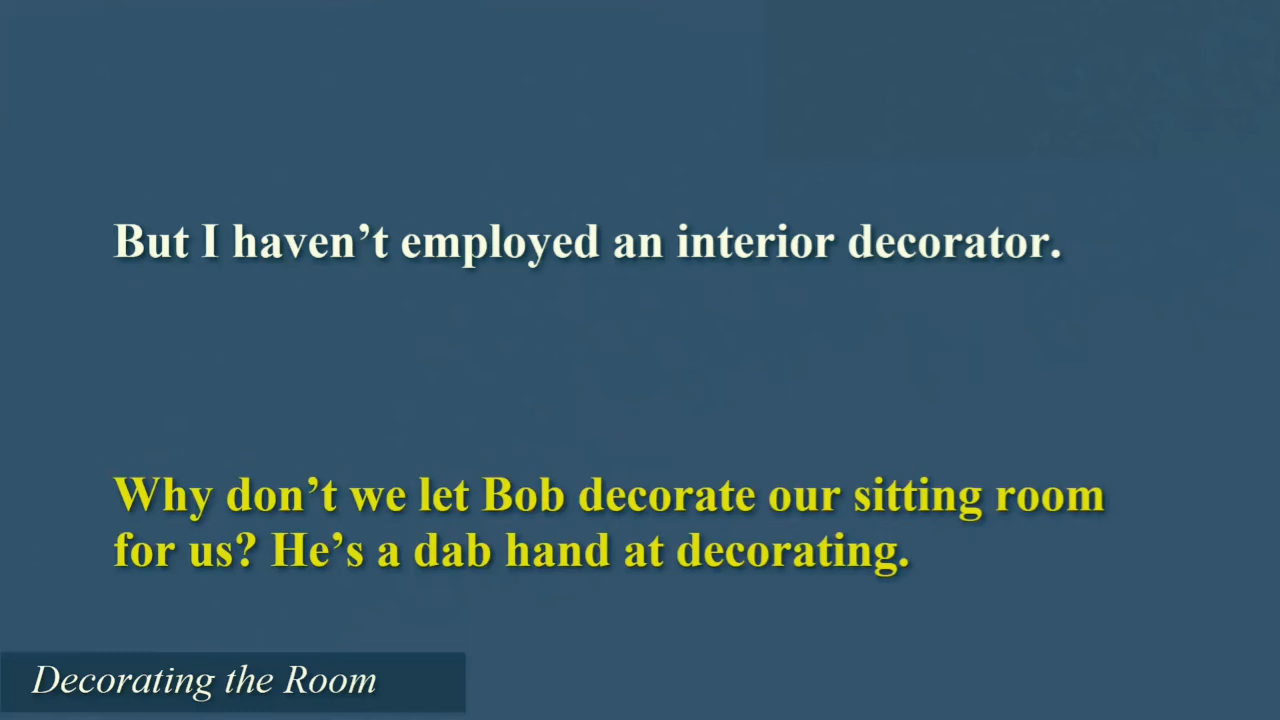 But I haven’t employed an interior decorator.
Why don’t we let Bob decorate our sitting room
for us? He’s a dab hand at decorating.
Decorating the Room